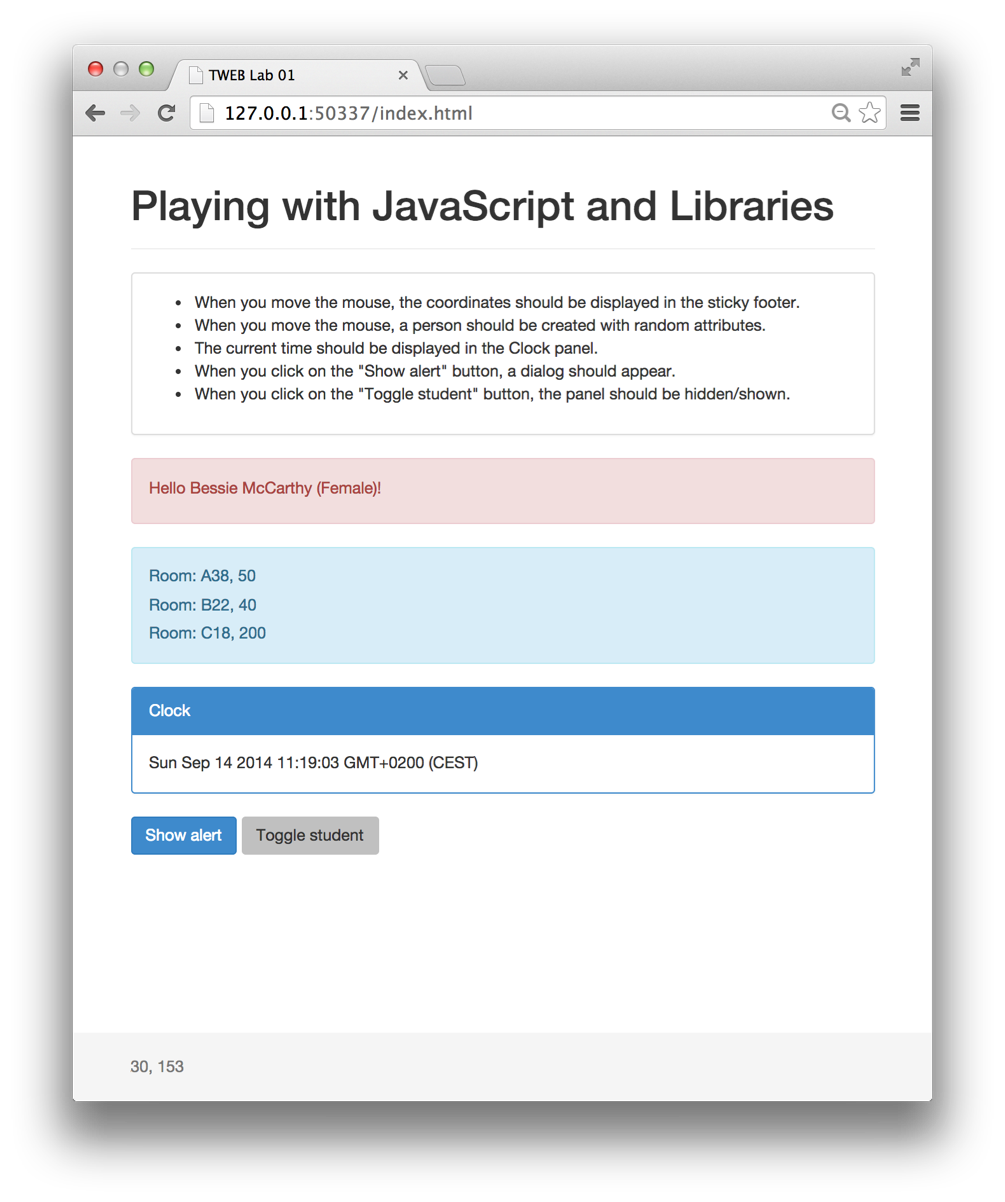 TWEB Lab 01
127.0.0.1:50337/index.html
Playing with JavaScript and Libraries
• When you move the mouse, the coordinates should be displayed in the sticky footer.
• When you move the mouse, a person should be created with random attributes.
• The current time should be displayed in the Clock panel.
• When you click on the "Show alert" button, a dialog should appear.
• When you click on the "Toggle student" button, the panel should be hidden/shown.
Hello Bessie McCarthy (Female)!
Room: A38, 50
Room: B22, 40
Room: C18, 200
Clock
Sun Sep 14 2014 11:19:03 GMT+0200 (CEST)
Show alert Toggle student
30, 153